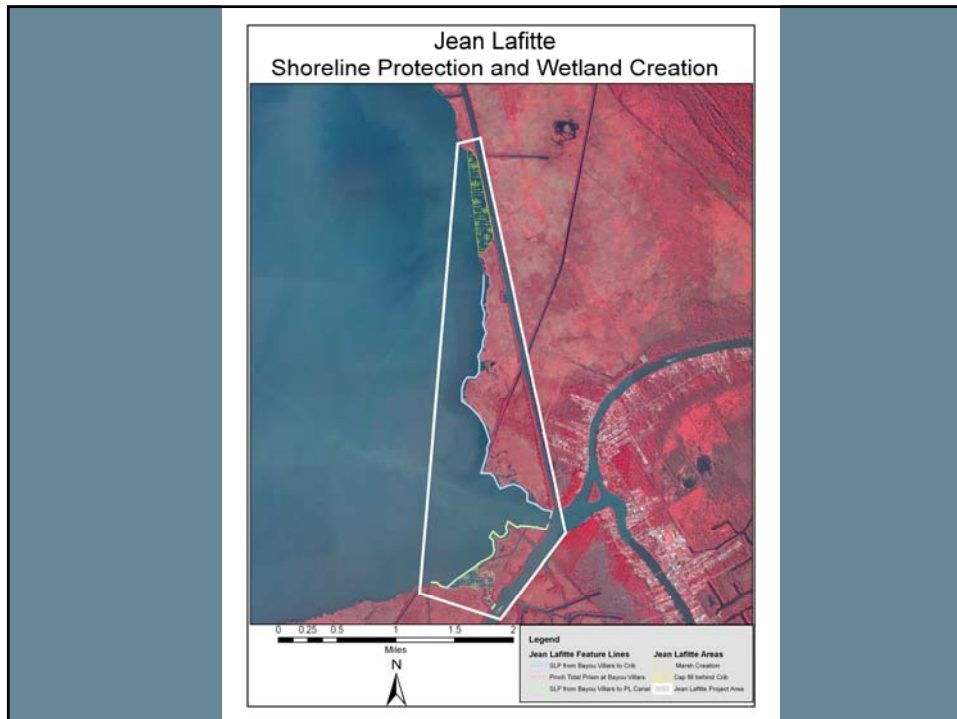 Jean Lafitte
Shoreline Protection and Wetland Creation
0 0.25 0.5 1 1.5 2
Miles
N
Legend
Jean Lafitte Feature Lines
SLP from Bayou Villars to Crib
Pinch Tidal Prism at Bayou Villars
SLP from Bayou Villars to PL Canal
Jean Lafitte Areas
Marsh Creation
Cap fill behind Crib
Jean Lafitte Project Area